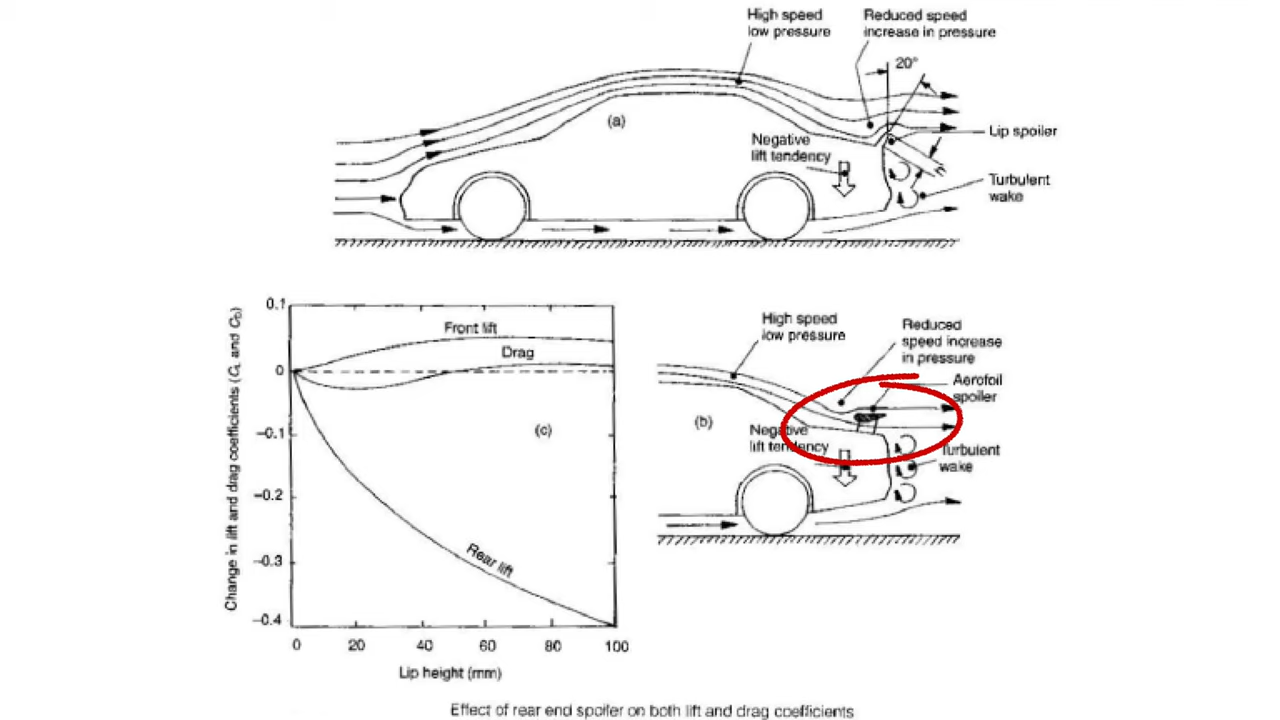 High speed
low pressure
Reduced speed
increase in pressure
20°
(a)
Lip spoiler
Negative
lift tendency
Turbulent
wake
0.1
0
−0.1
−0.2
−0.3
−0.4
Change in lift and drag coefficients (CL and CD)
Front lift
Drag
(c)
Rear lift
0 20 40 60 80 100
Lip height (mm)
High speed
low pressure
Reduced
speed increase
in pressure
Aerofoil
spoiler
(b)
Negative
lift tendency
Turbulent
wake
Effect of rear end spoiler on both lift and drag coefficients